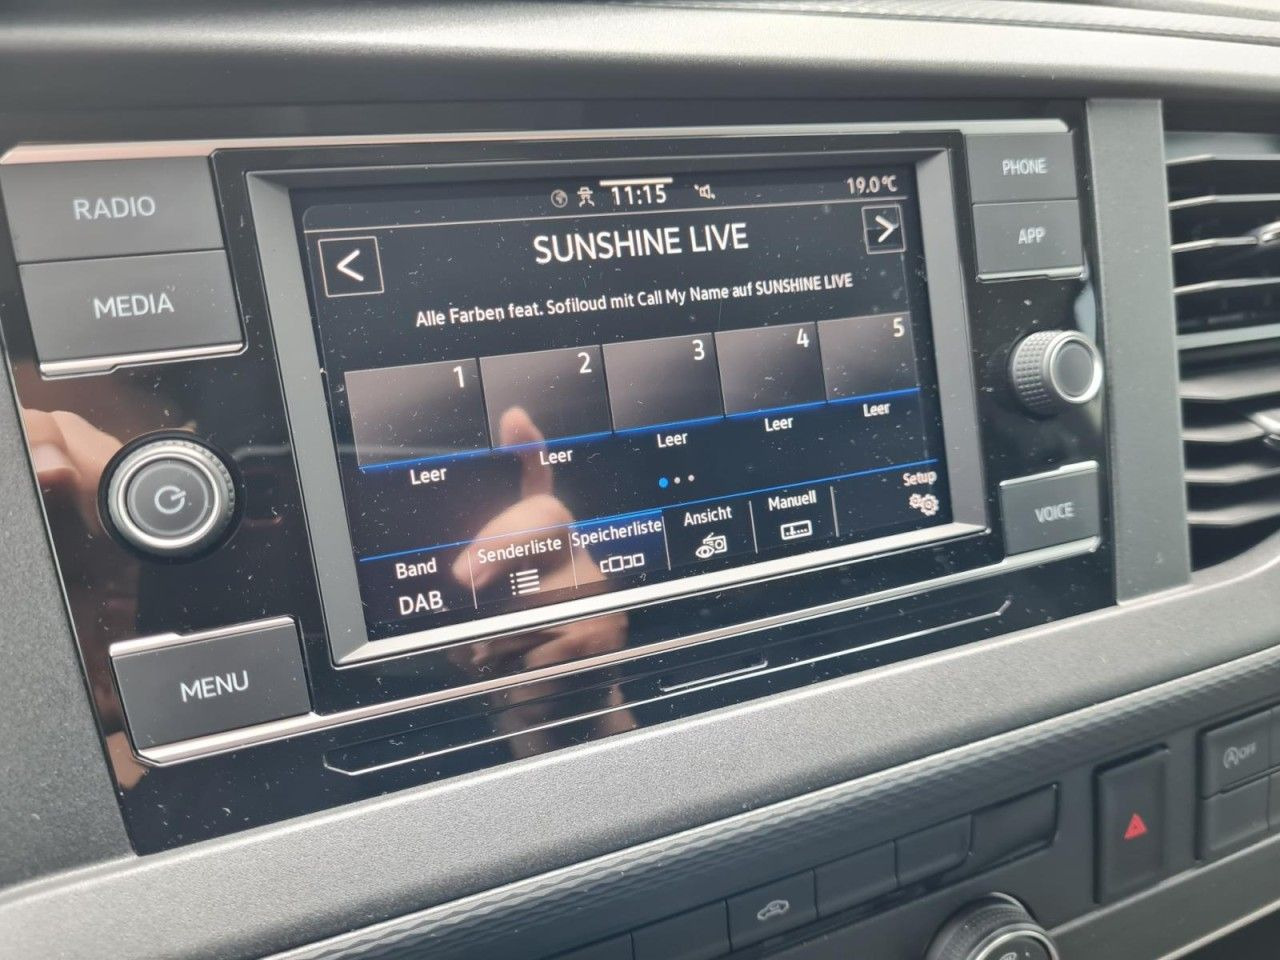 RADIO
MEDIA
MENU
11:15
19.0°C
<
SUNSHINE LIVE
>
Alle Farben feat. Sofiloud mit Call My Name auf SUNSHINE LIVE
1 2 3 4 5
Leer Leer Leer Leer Leer
Band Senderliste Speicherliste Ansicht Manuell Setup
DAB
PHONE
APP
VOICE
A OFF